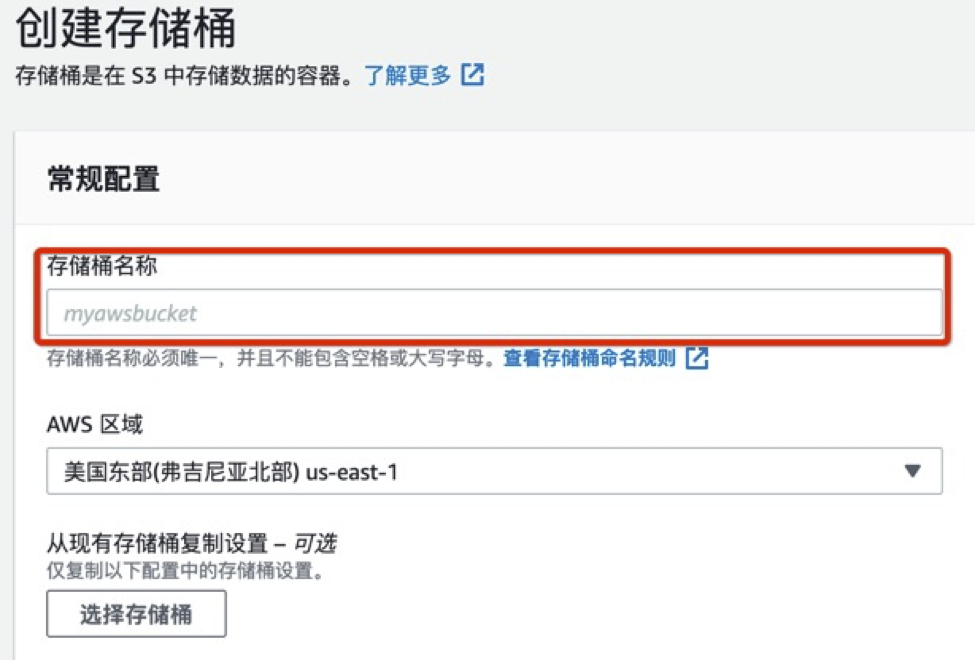 创建存储桶
存储桶是在 S3 中存储数据的容器。了解更多
常规配置
存储桶名称
myawsbucket
存储桶名称必须唯一，并且不能包含空格或大写字母。查看存储桶命名规则
AWS 区域
美国东部(弗吉尼亚北部) us-east-1
从现有存储桶复制设置 – 可选
仅复制以下配置中的存储桶设置。
选择存储桶